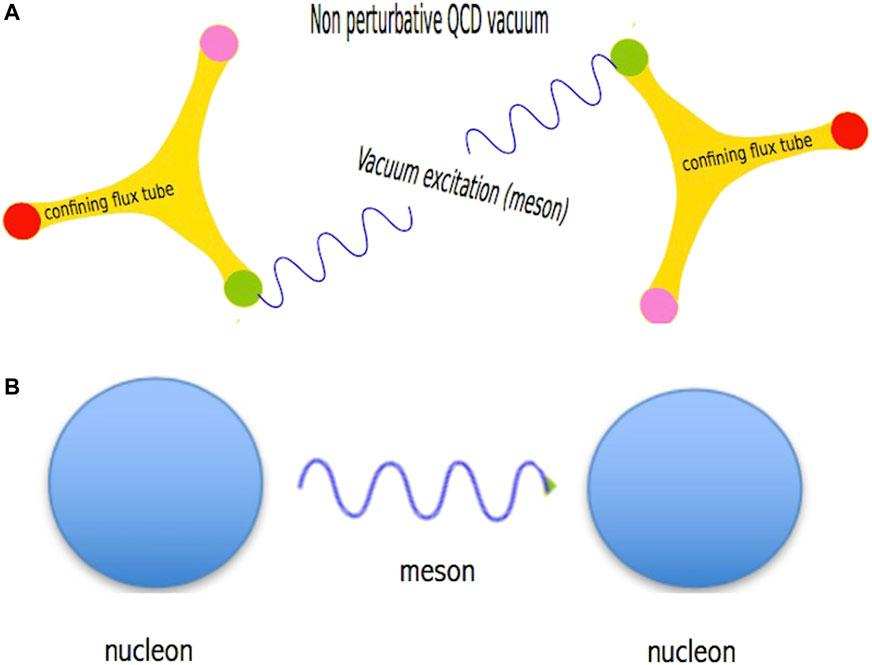 A
Non perturbative QCD vacuum
confining flux tube
Vacuum excitation (meson)
confining flux tube
B
meson
nucleon
nucleon